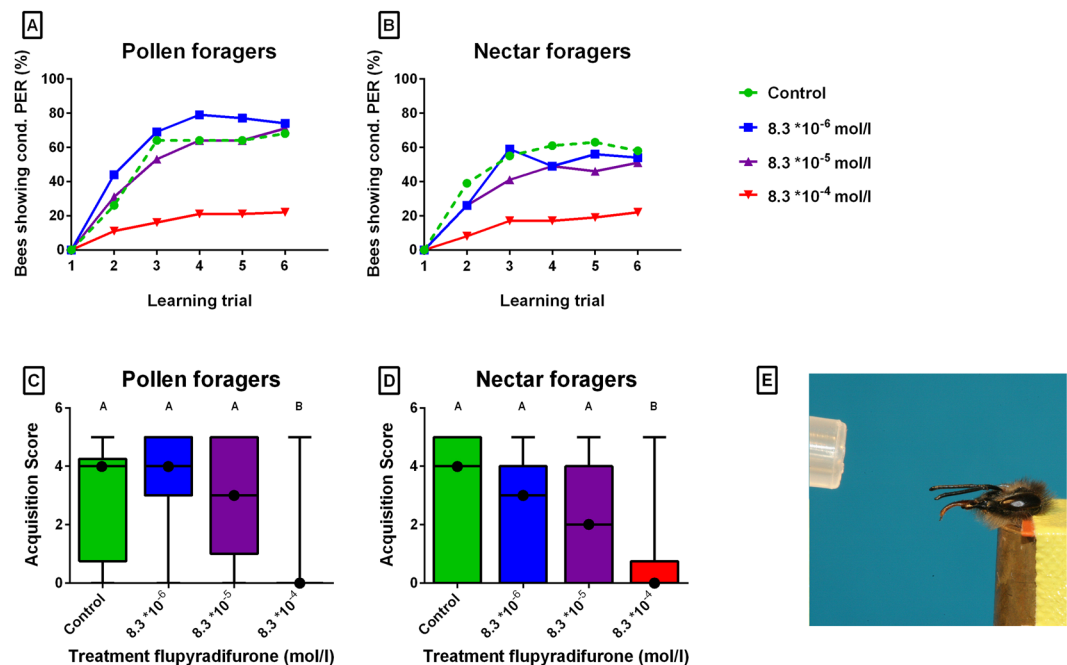 A
Pollen foragers
Bees showing cond. PER (%)
100
80
60
40
20
0
1 2 3 4 5 6
Learning trial
B
Nectar foragers
Bees showing cond. PER (%)
100
80
60
40
20
0
1 2 3 4 5 6
Learning trial
Control
8.3 *10⁻⁶ mol/l
8.3 *10⁻⁵ mol/l
8.3 *10⁻⁴ mol/l
C
Pollen foragers
Acquisition Score
6
4
2
0
A A A B
Control 8.3 *10⁻⁶ 8.3 *10⁻⁵ 8.3 *10⁻⁴
Treatment flupyradifurone (mol/l)
D
Nectar foragers
Acquisition Score
6
4
2
0
A A A B
Control 8.3 *10⁻⁶ 8.3 *10⁻⁵ 8.3 *10⁻⁴
Treatment flupyradifurone (mol/l)
E